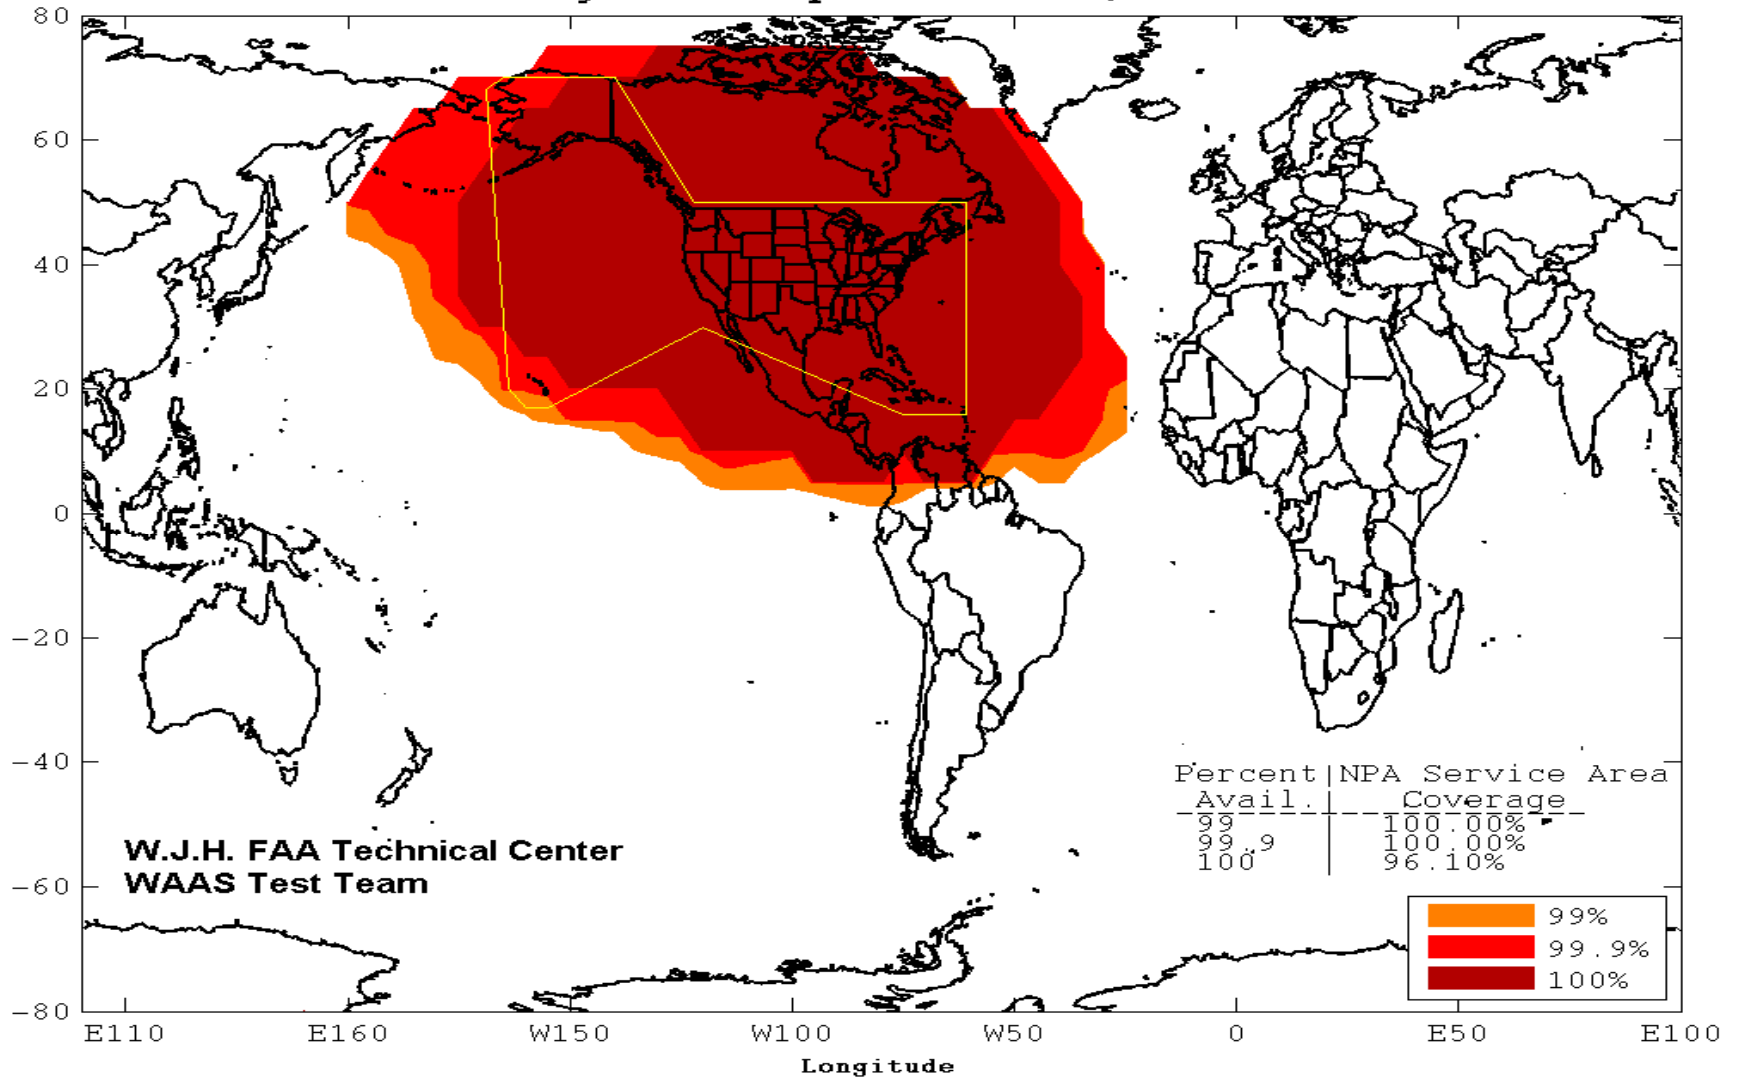 80
60
40
20
0
-20
-40
-60
-80
Percent|NPA Service Area
Avail.| Coverage
99 | 100.00%
99.9 | 100.00%
100 | 96.10%
W.J.H. FAA Technical Center
WAAS Test Team
99%
99.9%
100%
E110 E160 W150 W100 W50 0 E50 E100
Longitude